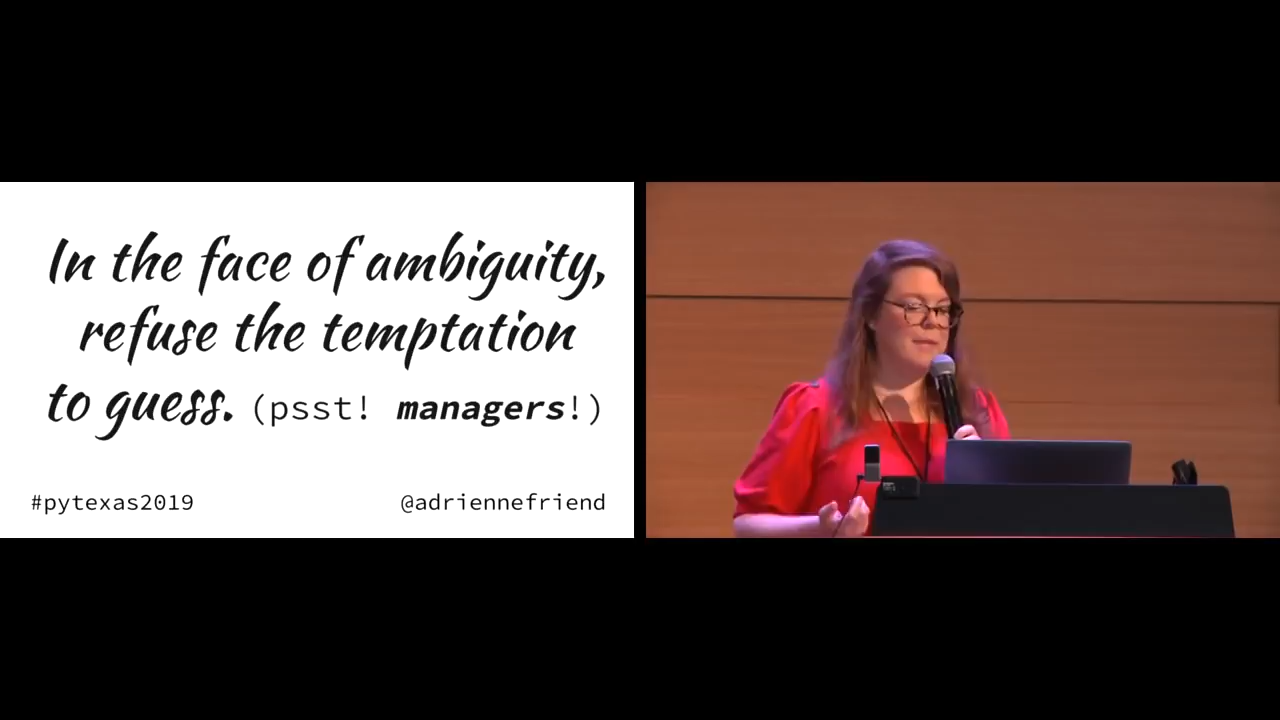 In the face of ambiguity,
refuse the temptation
to guess. (psst! managers!)
#pytexas2019 @adriennefriend